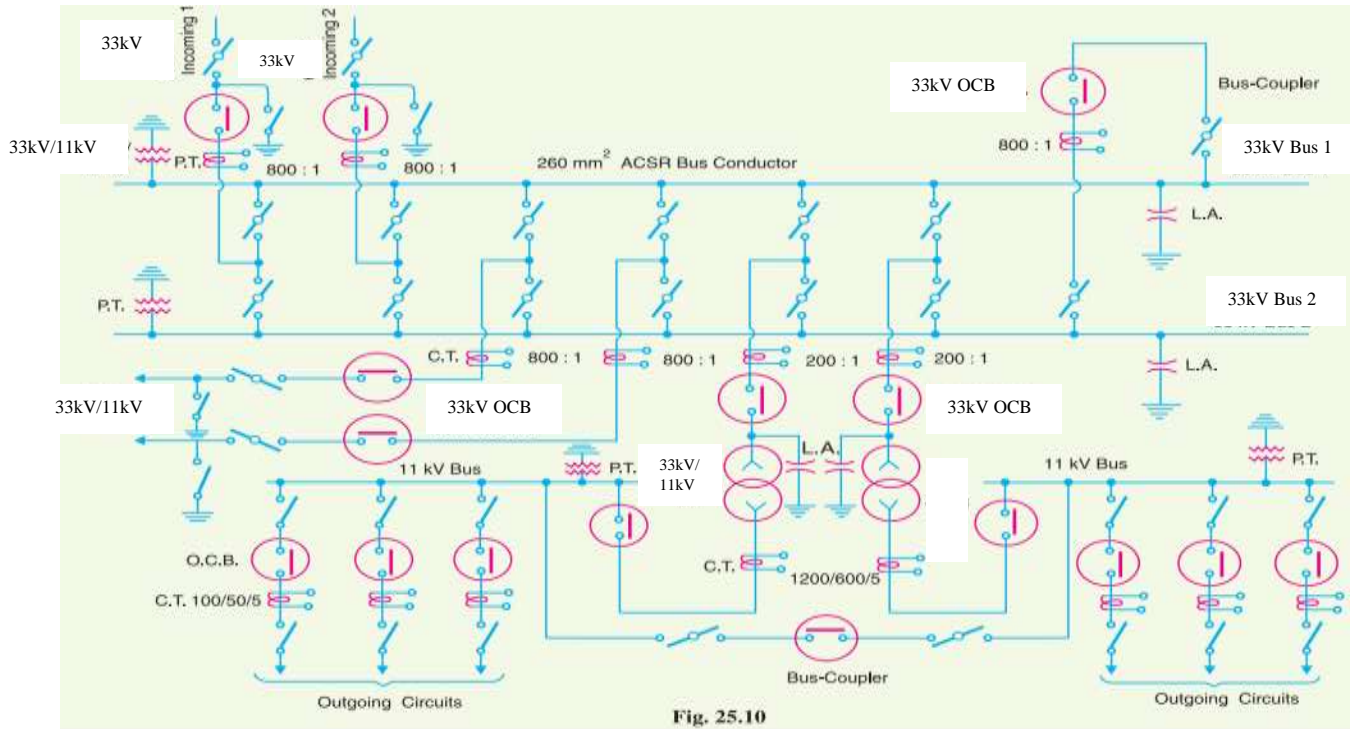 33kV
Incoming 1
33kV
Incoming 2
33kV OCB
Bus-Coupler
33kV/11kV
P.T.
800 : 1
800 : 1
260 mm² ACSR Bus Conductor
800 : 1
33kV Bus 1
L.A.
P.T.
33kV Bus 2
C.T.
800 : 1
800 : 1
200 : 1
200 : 1
L.A.
33kV/11kV
33kV OCB
33kV OCB
11 kV Bus
P.T.
33kV/
11kV
L.A.
11 kV Bus
P.T.
O.C.B.
C.T.
1200/600/5
C.T. 100/50/5
Bus-Coupler
Outgoing Circuits
Outgoing Circuits
Fig. 25.10